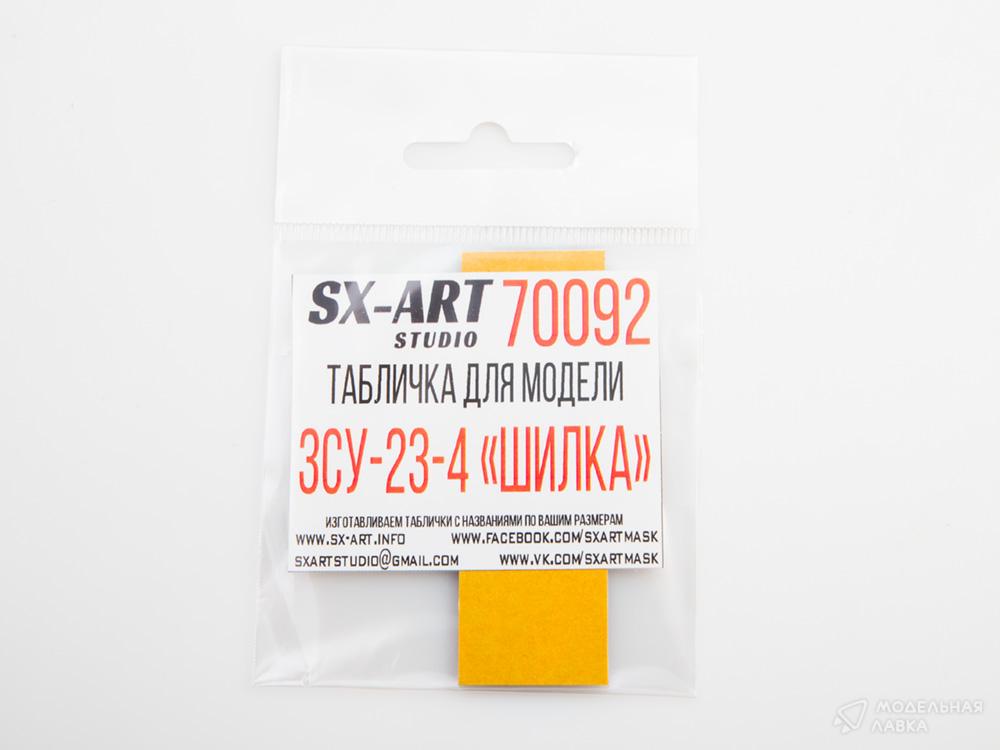 SX-ART 70092
STUDIO
ТАБЛИЧКА ДЛЯ МОДЕЛИ
ЗСУ-23-4 «ШИЛКА»
ИЗГОТАВЛИВАЕМ ТАБЛИЧКИ С НАЗВАНИЯМИ ПО ВАШИМ РАЗМЕРАМ
WWW.SX-ART.INFO WWW.FACEBOOK.COM/SXARTMASK
SXARTSTUDIO@GMAIL.COM WWW.VK.COM/SXARTMASK
МОДЕЛЬНАЯ
ЛАВКА